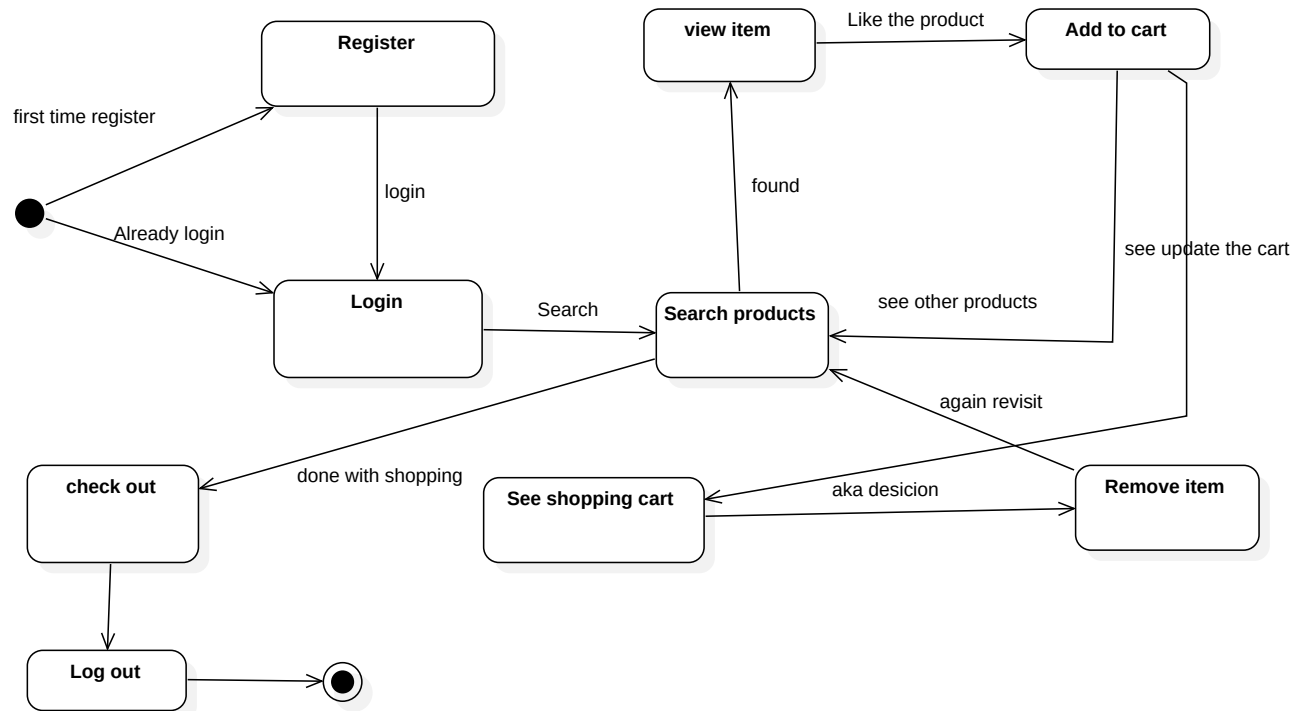 Register
view item
Like the product
Add to cart
first time register
found
login
Already login
see update the cart
Login
Search
Search products
see other products
again revisit
check out
done with shopping
See shopping cart
aka desicion
Remove item
Log out